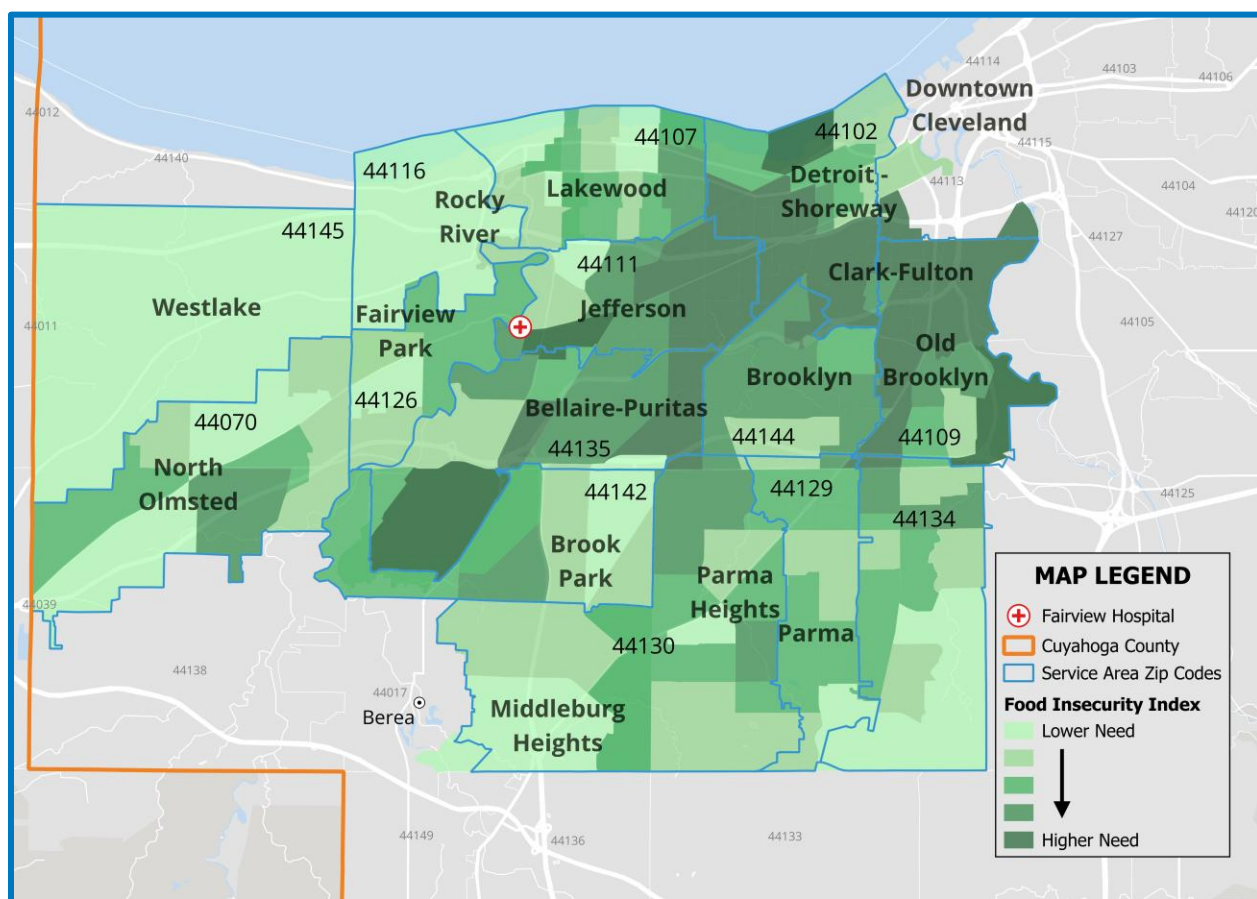 44114
44103
44106
Downtown
Cleveland
44012
44107
44102
44115
44140
44116
44113
44104
Rocky
River
Lakewood
Detroit -
Shoreway
44120
44145
44127
44111
Clark-Fulton
Westlake
Fairview
Park
Jefferson
44011
44105
Old
Brooklyn
Brooklyn
44126
Bellaire-Puritas
44070
44144
44109
44135
North
Olmsted
44142
44129
44125
44134
Brook
Park
Parma
Heights
44039
44130
Parma
44138
44017
Berea
Middleburg
Heights
44149
44136
44133
MAP LEGEND
Fairview Hospital
Cuyahoga County
Service Area Zip Codes
Food Insecurity Index
Lower Need
Higher Need